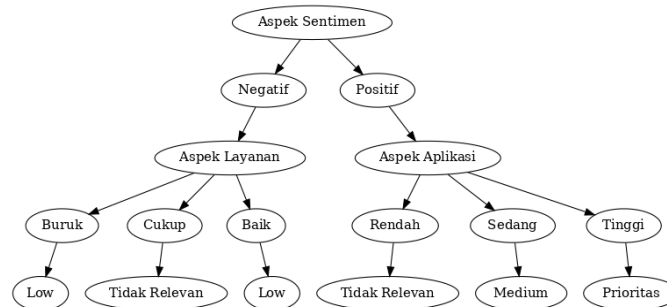 Aspek Sentimen
Negatif
Positif
Aspek Layanan
Aspek Aplikasi
Buruk
Cukup
Baik
Rendah
Sedang
Tinggi
Low
Tidak Relevan
Low
Tidak Relevan
Medium
Prioritas